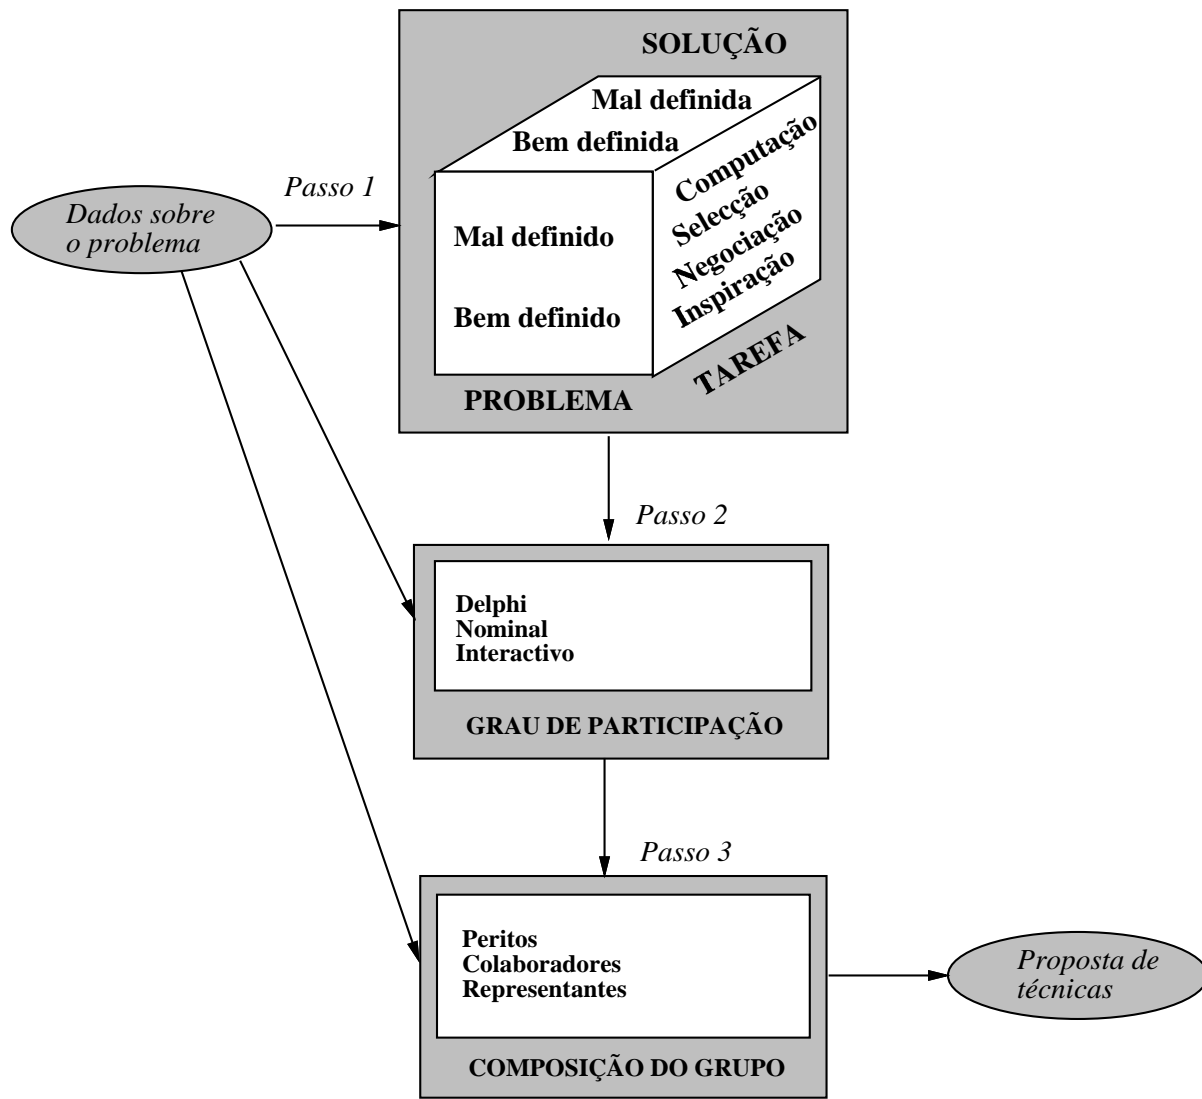 SOLUÇÃO
Mal definida
Bem definida
Computação
Selecção
Negociação
Inspiração
TAREFA
Passo 1
Dados sobre
o problema
Mal definido
Bem definido
PROBLEMA
Passo 2
Delphi
Nominal
Interactivo
GRAU DE PARTICIPAÇÃO
Passo 3
Peritos
Colaboradores
Representantes
COMPOSIÇÃO DO GRUPO
Proposta de
técnicas